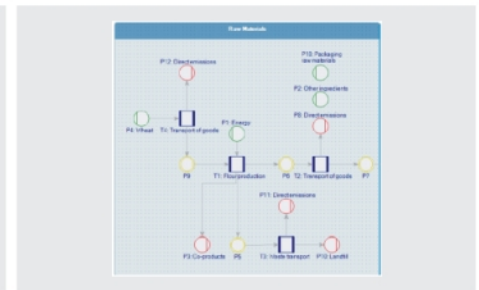 Raw Materials
P13: Packaging
raw materials
P12: Direct emissions
P2: Other ingredients
P1: Energy
P8: Direct emissions
P4: Wheat
T4: Transport of goods
P9
T1: Flour production
P6
T2: Transport of goods
P7
P11: Direct emissions
P3: Co-products
P5
T3: Waste transport
P10: Landfill